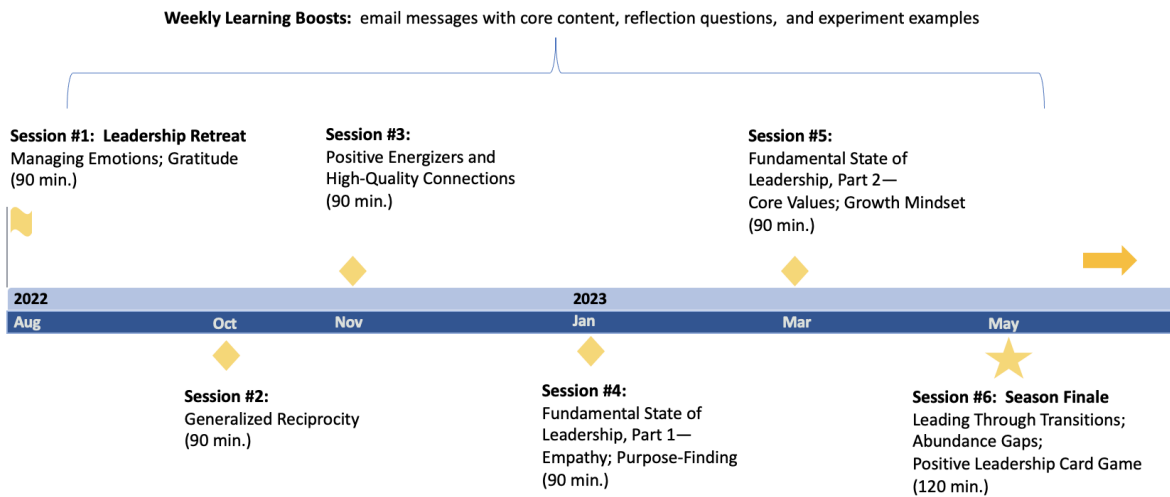 Weekly Learning Boosts:  email messages with core content, reflection questions,  and experiment examples
Session #1:  Leadership Retreat
Managing Emotions; Gratitude
(90 min.)
Session #3:
Positive Energizers and
High-Quality Connections
(90 min.)
Session #5:
Fundamental State of
Leadership, Part 2—
Core Values; Growth Mindset
(90 min.)
2022 2023
Aug Oct Nov Jan Mar May
Session #2:
Generalized Reciprocity
(90 min.)
Session #4:
Fundamental State of
Leadership, Part 1—
Empathy; Purpose-Finding
(90 min.)
Session #6:  Season Finale
Leading Through Transitions;
Abundance Gaps;
Positive Leadership Card Game
(120 min.)